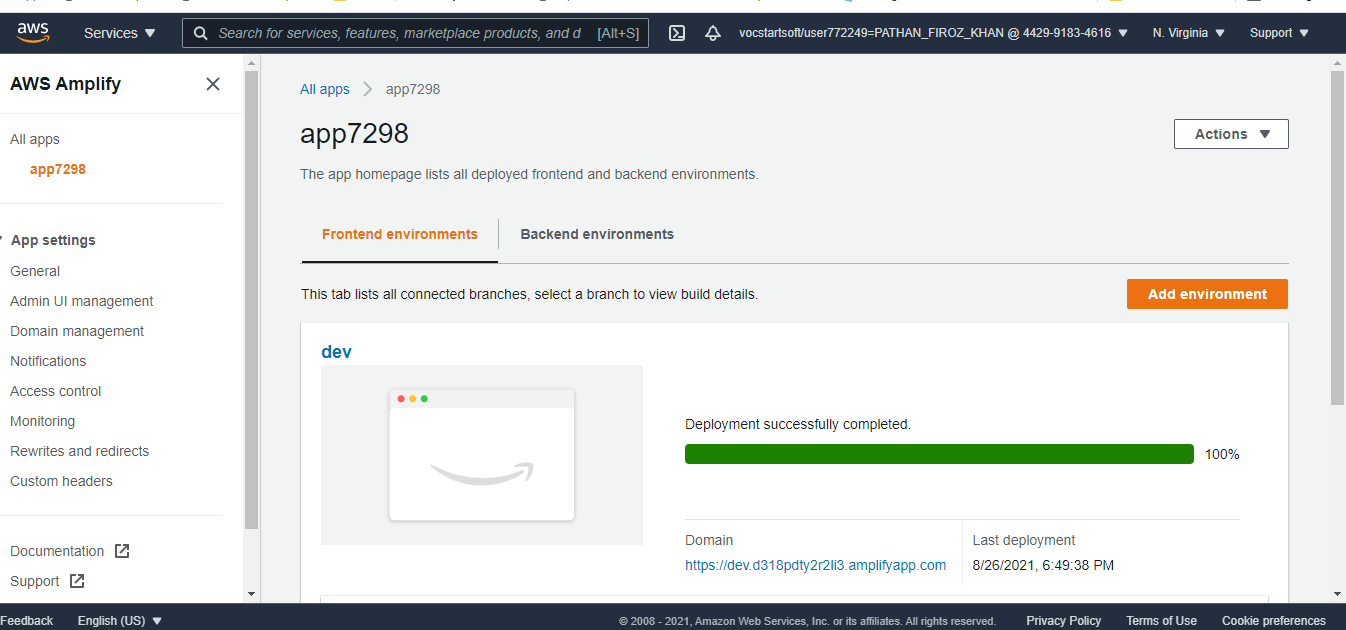 aws
Services ▼
Search for services, features, marketplace products, and d [Alt+S]
vocstartsoft/user772249=PATHAN_FIROZ_KHAN @ 4429-9183-4616 ▼
N. Virginia ▼
Support ▼
AWS Amplify
All apps
app7298
App settings
General
Admin UI management
Domain management
Notifications
Access control
Monitoring
Rewrites and redirects
Custom headers
Documentation
Support
All apps > app7298
app7298
Actions ▼
The app homepage lists all deployed frontend and backend environments.
Frontend environments
Backend environments
This tab lists all connected branches, select a branch to view build details.
Add environment
dev
Deployment successfully completed.
100%
Domain
https://dev.d318pdty2r2li3.amplifyapp.com
Last deployment
8/26/2021, 6:49:38 PM
Feedback
English (US) ▼
© 2008 - 2021, Amazon Web Services, Inc. or its affiliates. All rights reserved.
Privacy Policy
Terms of Use
Cookie preferences